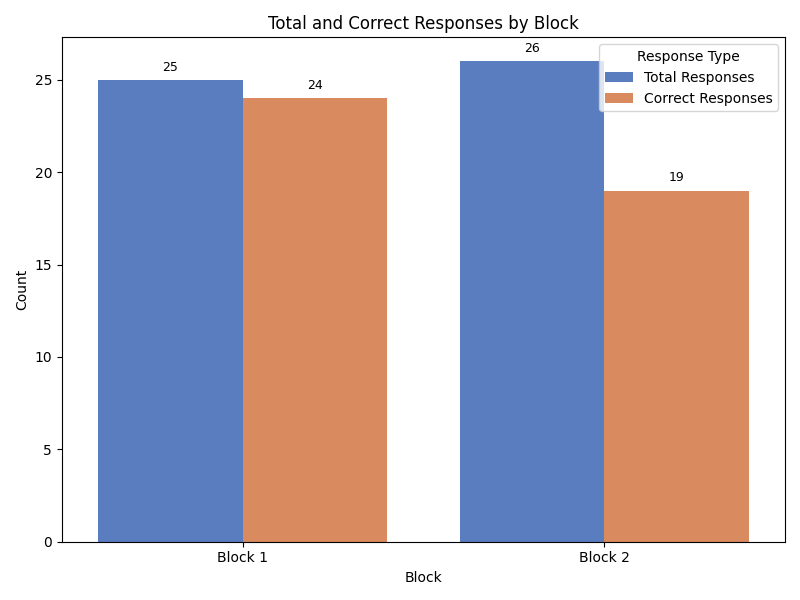 Total and Correct Responses by Block
Response Type
Total Responses
Correct Responses
25
24
26
19
Count
25
20
15
10
5
0
Block 1
Block 2
Block